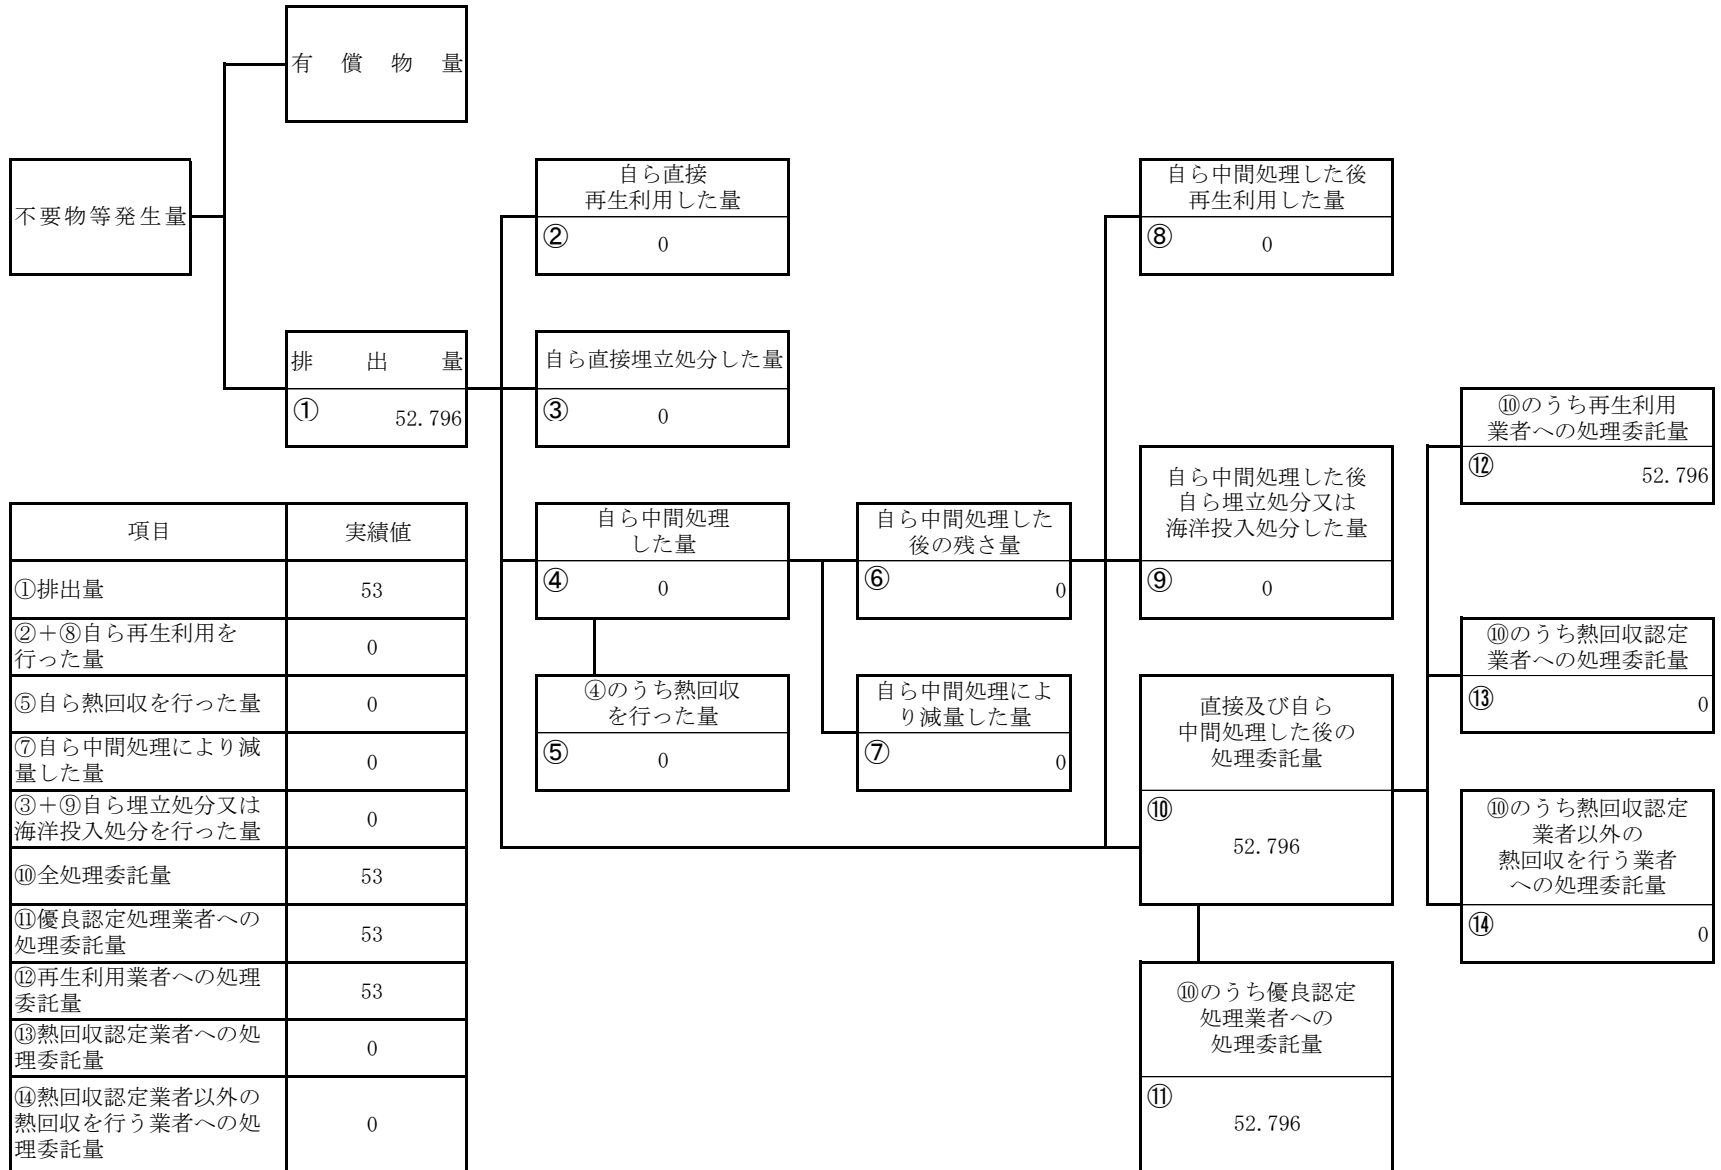 有償物量
不要物等発生量
排出量
① 52.796
自ら直接
再生利用した量
② 0
自ら直接埋立処分した量
③ 0
自ら中間処理
した量
④ 0
④のうち熱回収
を行った量
⑤ 0
自ら中間処理した
後の残さ量
⑥ 0
自ら中間処理によ
り減量した量
⑦ 0
自ら中間処理した後
再生利用した量
⑧ 0
自ら中間処理した後
自ら埋立処分又は
海洋投入処分した量
⑨ 0
直接及び自ら
中間処理した後の
処理委託量
⑩
52.796
⑩のうち優良認定
処理業者への
処理委託量
⑪
52.796
⑩のうち再生利用
業者への処理委託量
⑫ 52.796
⑩のうち熱回収認定
業者への処理委託量
⑬ 0
⑩のうち熱回収認定
業者以外の
熱回収を行う業者
への処理委託量
⑭ 0
項目 実績値
①排出量 53
②+⑧自ら再生利用を
行った量 0
⑤自ら熱回収を行った量 0
⑦自ら中間処理により減
量した量 0
③+⑨自ら埋立処分又は
海洋投入処分を行った量 0
⑩全処理委託量 53
⑪優良認定処理業者への
処理委託量 53
⑫再生利用業者への処理
委託量 53
⑬熱回収認定業者への処
理委託量 0
⑭熱回収認定業者以外の
熱回収を行う業者への処
理委託量 0